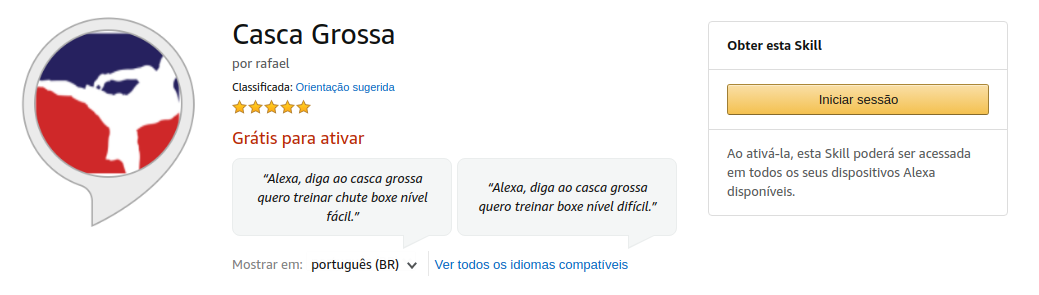 Casca Grossa
por rafael
Classificada: Orientação sugerida
Grátis para ativar
“Alexa, diga ao casca grossa
quero treinar chute boxe nível
fácil.”
“Alexa, diga ao casca grossa
quero treinar boxe nível difícil.”
Mostrar em: português (BR)
Ver todos os idiomas compatíveis
Obter esta Skill
Iniciar sessão
Ao ativá-la, esta Skill poderá ser acessada
em todos os seus dispositivos Alexa
disponíveis.